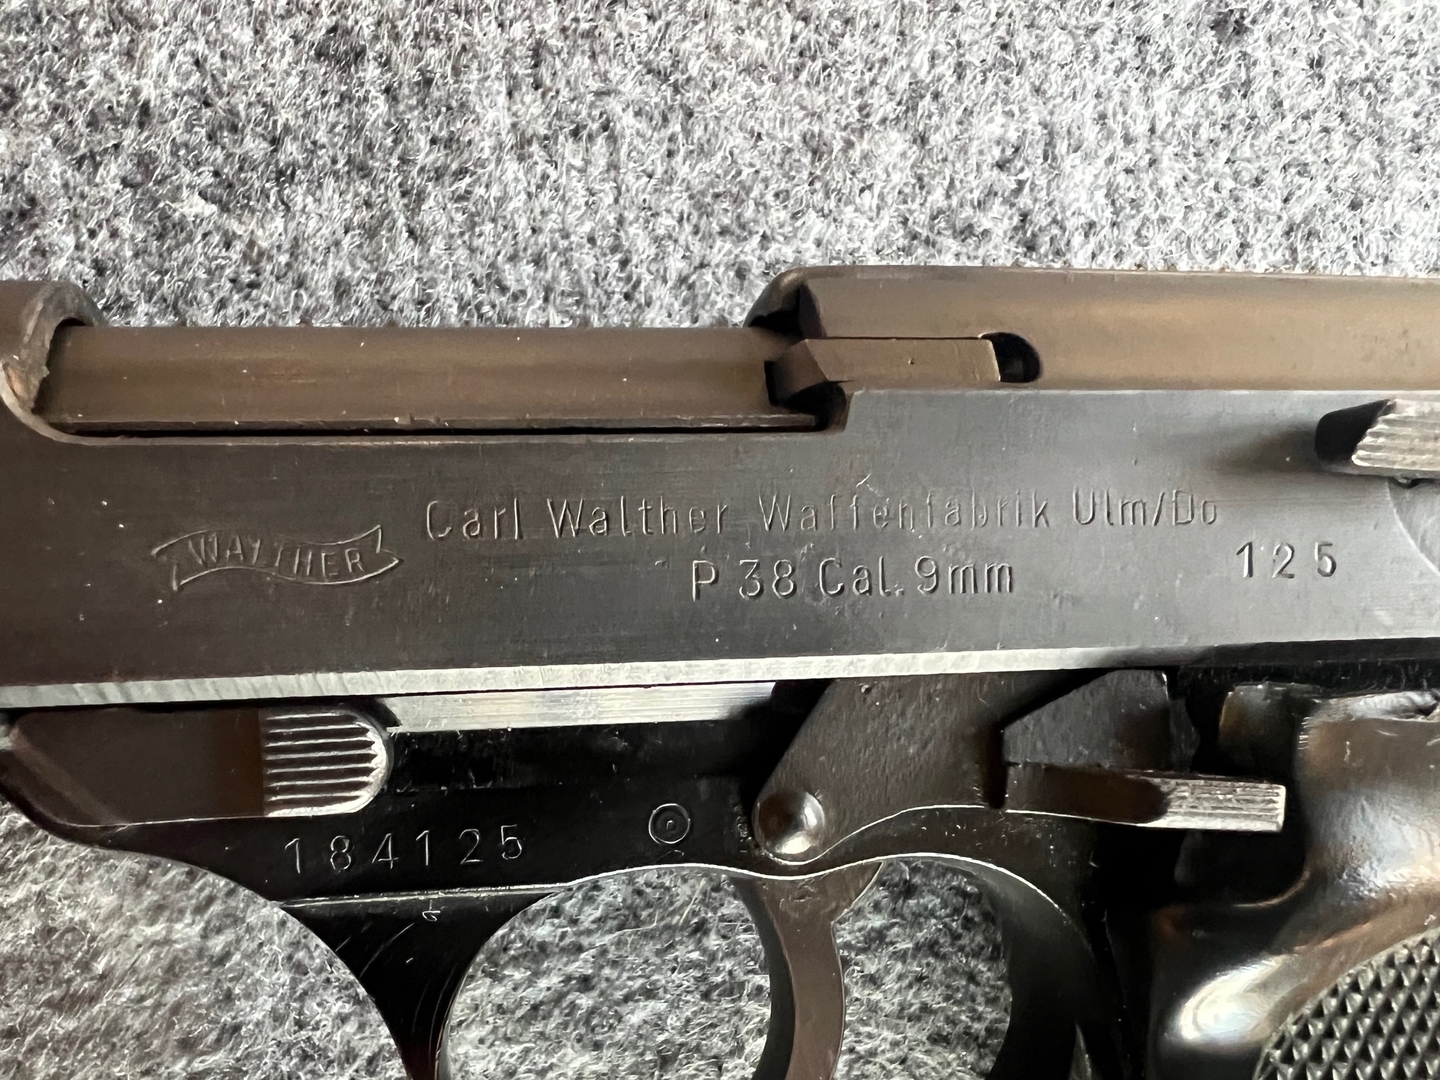 WALTHER
Carl Walther Waffenfabrik Ulm/Do
P 38 Cal. 9mm
125
184125